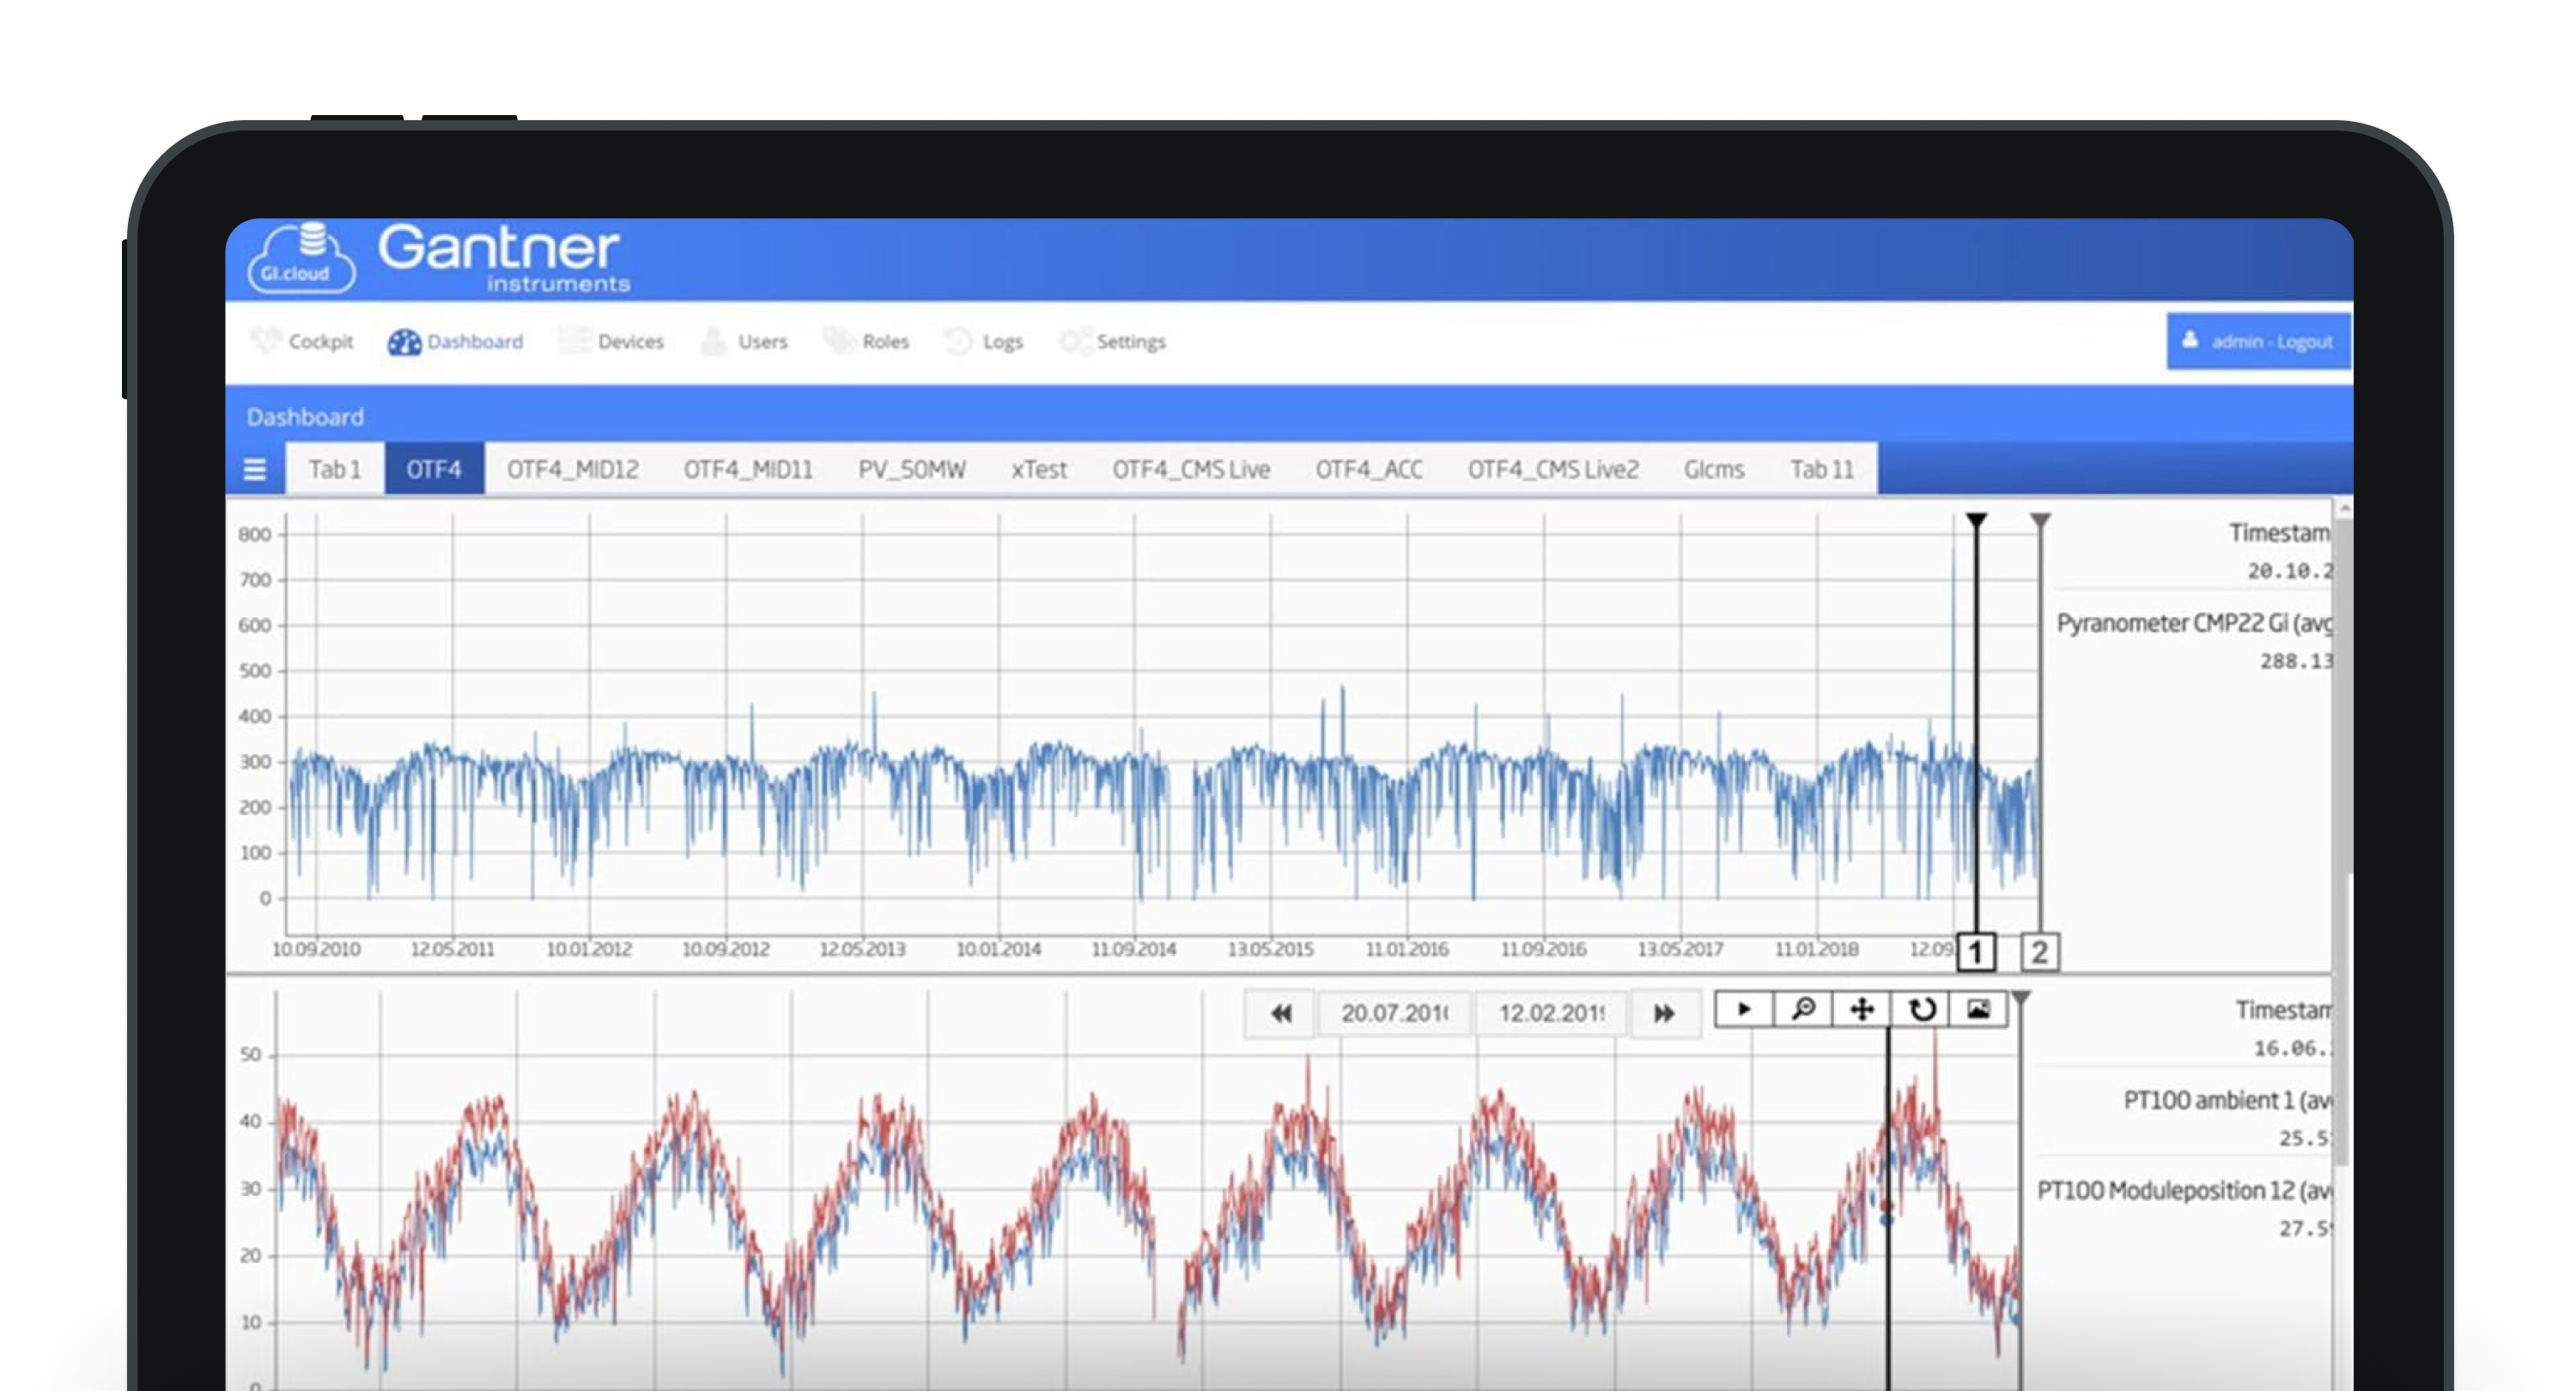 GI.cloud
Gantner
instruments
Cockpit Dashboard Devices Users Roles Logs Settings
admin - Logout
Dashboard
Tab 1 OTF4 OTF4_MID12 OTF4_MID11 PV_50MW xTest OTF4_CMS Live OTF4_ACC OTF4_CMS Live2 GIcms Tab 11
800
700
600
500
400
300
200
100
0
10.09.2010 12.05.2011 10.01.2012 10.09.2012 12.05.2013 10.01.2014 11.09.2014 13.05.2015 11.01.2016 11.09.2016 13.05.2017 11.01.2018 12.09. 1 2
Timestam
20.10.2
Pyranometer CMP22 Gi (avg
288.13
20.07.201 12.02.201
50
40
30
20
10
0
Timestam
16.06.
PT100 ambient 1 (av
25.5
PT100 Moduleposition 12 (av
27.5